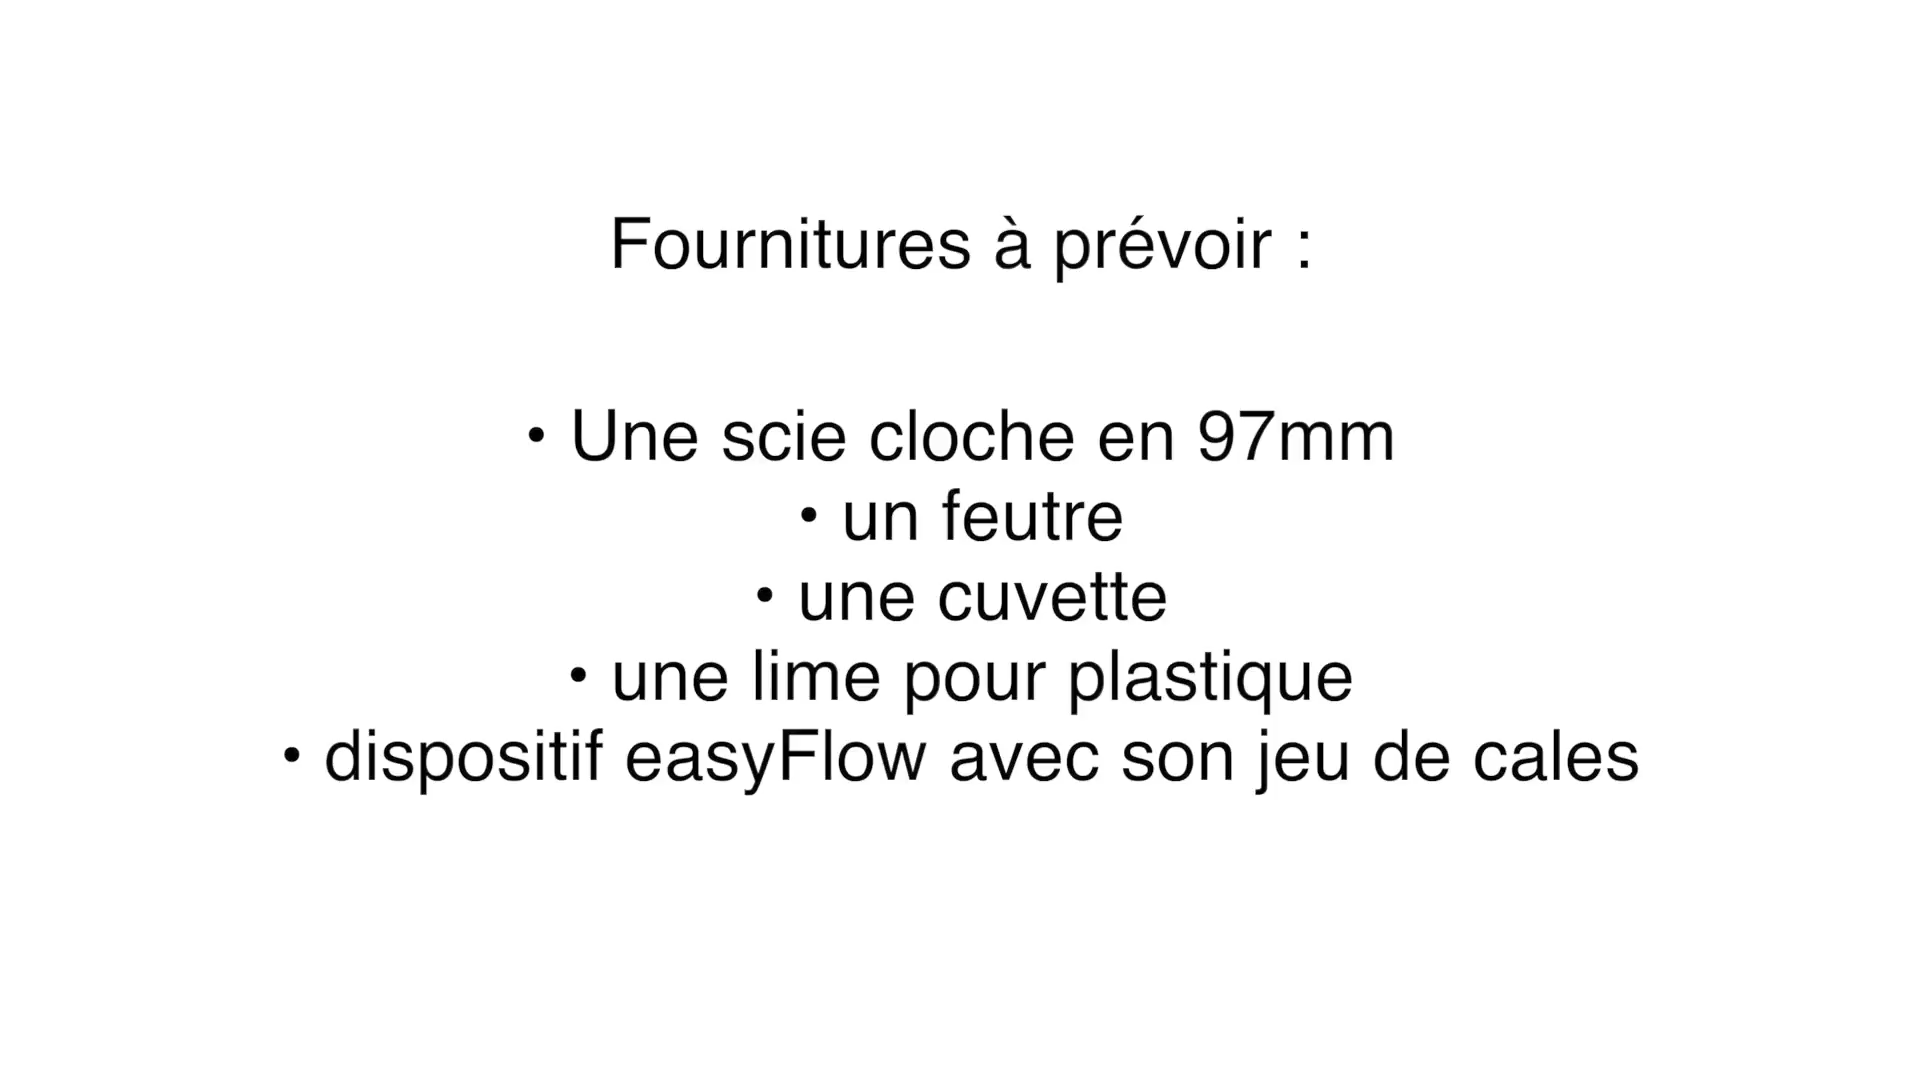 Fournitures à prévoir :
• Une scie cloche en 97mm
• un feutre
• une cuvette
• une lime pour plastique
• dispositif easyFlow avec son jeu de cales